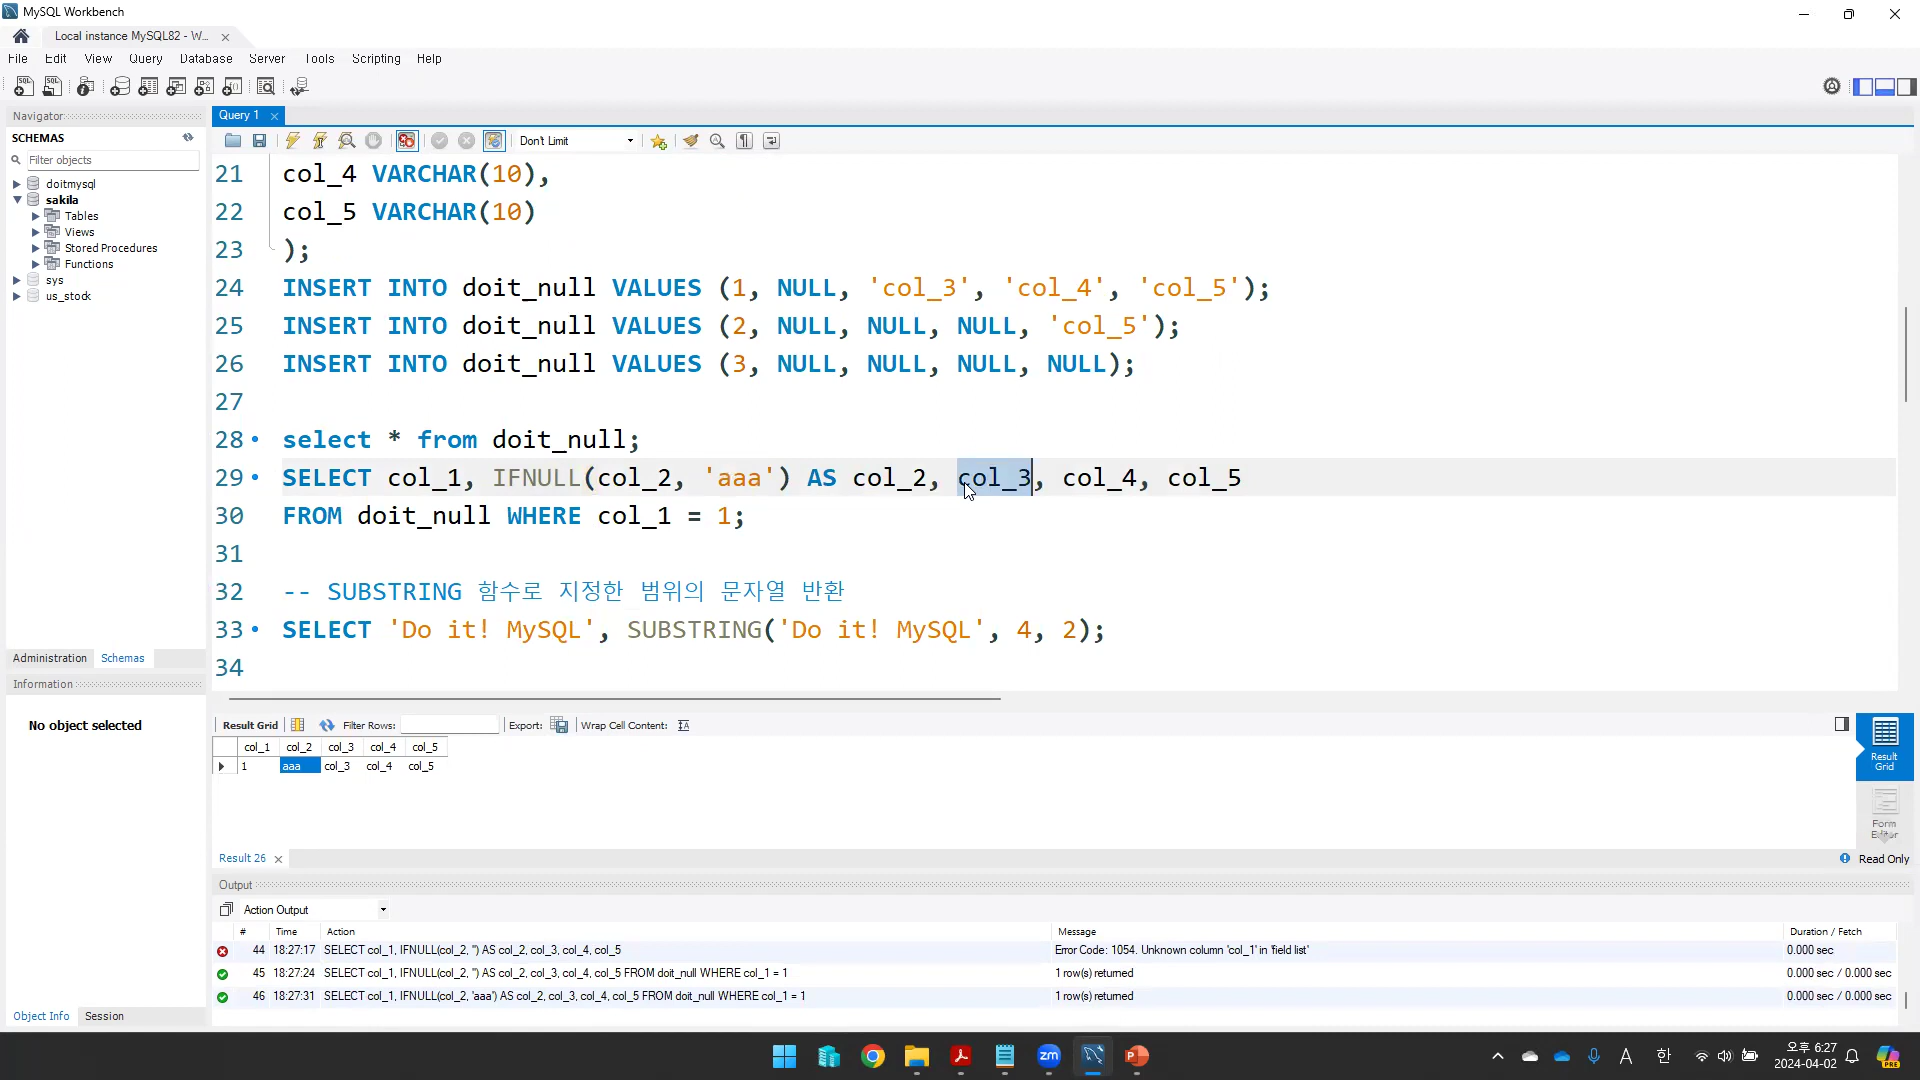 MySQL Workbench
Local instance MySQL82 - W...
File Edit View Query Database Server Tools Scripting Help
Navigator
Query 1
SCHEMAS
Don't Limit
Filter objects
doitmysql
sakila
Tables
Views
Stored Procedures
Functions
sys
us_stock
21 col_4 VARCHAR(10),
22 col_5 VARCHAR(10)
23 );
24 INSERT INTO doit_null VALUES (1, NULL, 'col_3', 'col_4', 'col_5');
25 INSERT INTO doit_null VALUES (2, NULL, NULL, NULL, 'col_5');
26 INSERT INTO doit_null VALUES (3, NULL, NULL, NULL, NULL);
27
28 select * from doit_null;
29 SELECT col_1, IFNULL(col_2, 'aaa') AS col_2, col_3, col_4, col_5
30 FROM doit_null WHERE col_1 = 1;
31
32 -- SUBSTRING 함수로 지정한 범위의 문자열 반환
33 SELECT 'Do it! MySQL', SUBSTRING('Do it! MySQL', 4, 2);
34
Administration Schemas
Information
No object selected
Result Grid Filter Rows: Export: Wrap Cell Content:
col_1 col_2 col_3 col_4 col_5
1 aaa col_3 col_4 col_5
Result Grid
Form Editor
Result 26
Read Only
Output
Action Output
# Time Action Message Duration / Fetch
44 18:27:17 SELECT col_1, IFNULL(col_2, '') AS col_2, col_3, col_4, col_5 Error Code: 1054. Unknown column 'col_1' in 'field list' 0.000 sec
45 18:27:24 SELECT col_1, IFNULL(col_2, '') AS col_2, col_3, col_4, col_5 FROM doit_null WHERE col_1 = 1 1 row(s) returned 0.000 sec / 0.000 sec
46 18:27:31 SELECT col_1, IFNULL(col_2, 'aaa') AS col_2, col_3, col_4, col_5 FROM doit_null WHERE col_1 = 1 1 row(s) returned 0.000 sec / 0.000 sec
Object Info Session
zm
P
A 한
오후 6:27
2024-04-02
PRE